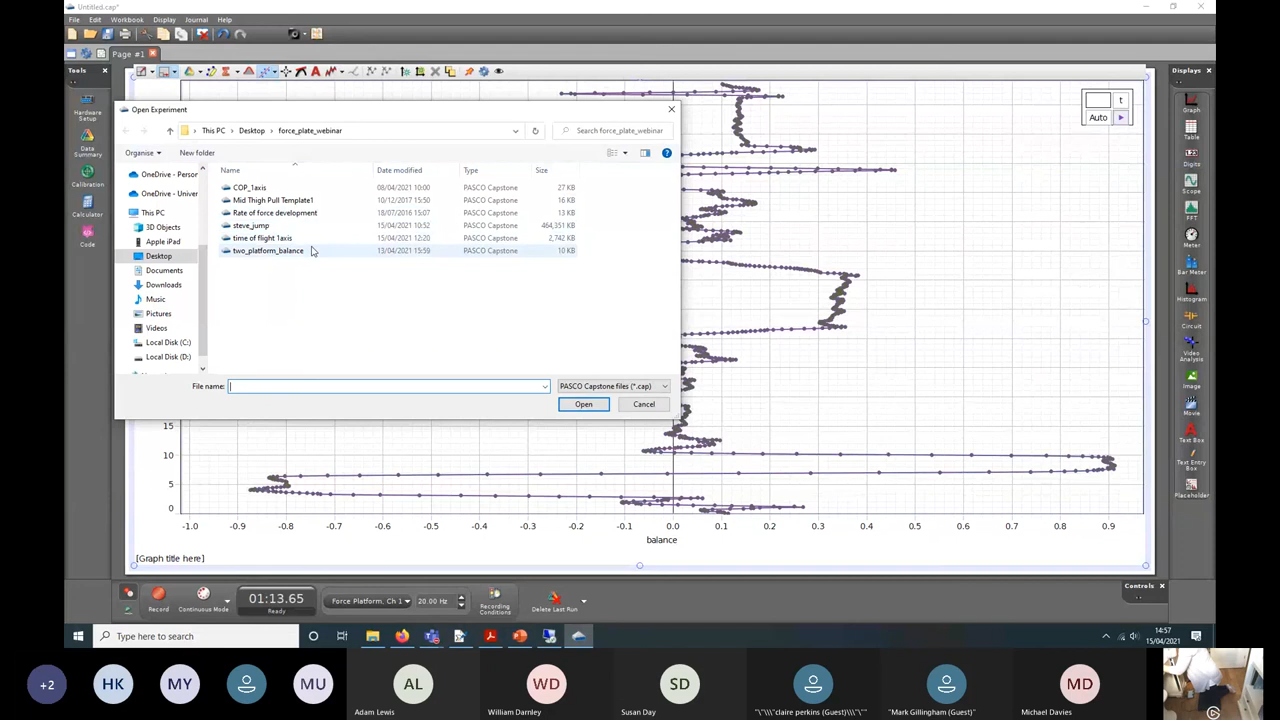 Untitled.cap*
File Edit Workbook Display Journal Help
Page #1
Tools
Displays
Hardware
Setup
Data
Summary
Calibration
Calculator
Code
Open Experiment
This PC > Desktop > force_plate_webinar
Search force_plate_webinar
Organise
New folder
Name Date modified Type Size
COP_1axis 08/04/2021 10:00 PASCO Capstone 27 KB
Mid Thigh Pull Template1 10/12/2017 15:50 PASCO Capstone 16 KB
Rate of force development 18/07/2016 15:07 PASCO Capstone 13 KB
steve_jump 15/04/2021 10:52 PASCO Capstone 464,351 KB
time of flight 1axis 15/04/2021 12:20 PASCO Capstone 2,742 KB
two_platform_balance 13/04/2021 15:59 PASCO Capstone 10 KB
OneDrive - Person
OneDrive - Univer
This PC
3D Objects
Apple iPad
Desktop
Documents
Downloads
Music
Pictures
Videos
Local Disk (C:)
Local Disk (D:)
File name:
PASCO Capstone files (*.cap)
Open
Cancel
t
Auto
Graph
Table
Digits
Scope
FFT
Meter
Bar Meter
Histogram
Circuit
Video
Analysis
Image
Movie
Text Box
Text Entry
Box
Placeholder
15
10
5
0
-1.0 -0.9 -0.8 -0.7 -0.6 -0.5 -0.4 -0.3 -0.2 -0.1 0.0 0.1 0.2 0.3 0.4 0.5 0.6 0.7 0.8 0.9
balance
[Graph title here]
Record
Continuous Mode
01:13.65
Ready
Force Platform, Ch 1
20.00 Hz
Recording
Conditions
Delete Last Run
Controls
Type here to search
14:57
15/04/2021
+2
HK
MY
MU
AL
Adam Lewis
WD
William Darnley
SD
Susan Day
"\"\\"claire perkins (Guest)\\"\""
"Mark Gillingham (Guest)"
MD
Michael Davies